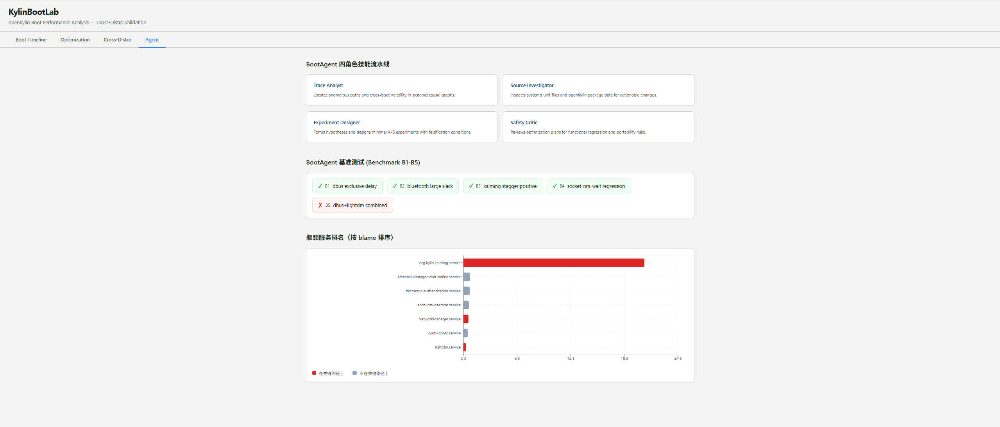 KylinBootLab
openKylin Boot Performance Analysis — Cross-Distro Validation
Boot Timeline
Optimization
Cross-Distro
Agent
BootAgent 四角色技能流水线
Trace Analyst
Locates anomalous paths and cross-boot volatility in systemd causal graphs.
Source Investigator
Inspects systemd unit files and openKylin package data for actionable changes.
Experiment Designer
Forms hypotheses and designs minimal A/B experiments with falsification conditions.
Safety Critic
Reviews optimization plans for functional regression and portability risks.
BootAgent 基准测试 (Benchmark B1-B5)
✓ B1 dbus exclusive delay
✓ B2 bluetooth large slack
✓ B3 kaiming stagger positive
✓ B4 socket-nm-wait regression
✗ B5 dbus+lightdm combined
瓶颈服务排名（按 blame 排序）
org.kylin.kaiming.service
NetworkManager-wait-online.service
biometric-authentication.service
accounts-daemon.service
NetworkManager.service
kysdk-conf2.service
lightdm.service
0 s
6 s
12 s
18 s
24 s
在关键路径上
不在关键路径上